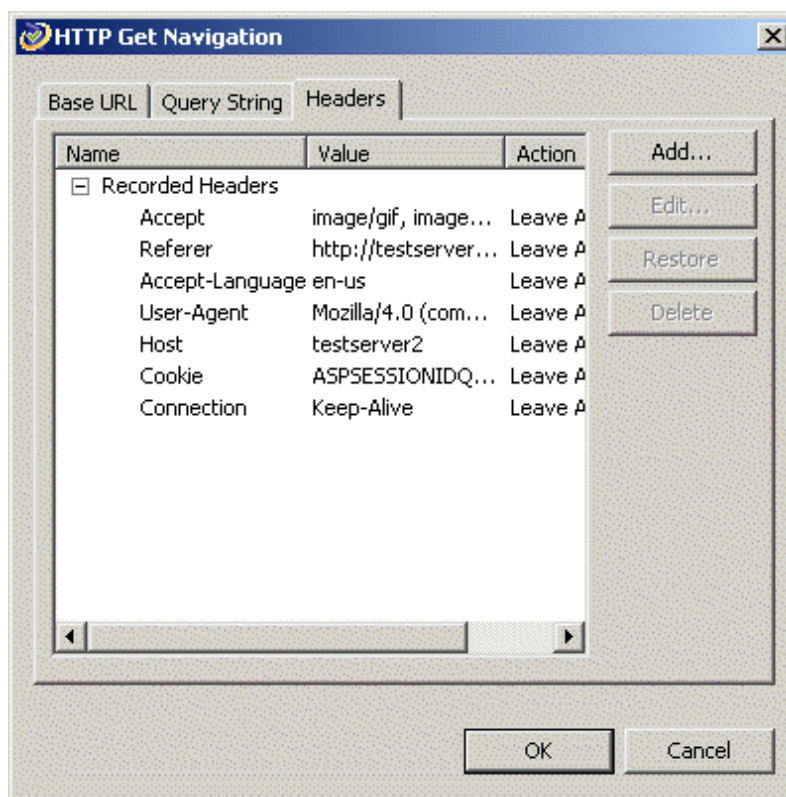 HTTP Get Navigation
Base URL Query String Headers
Name Value Action Add...
Recorded Headers
Accept image/gif, image... Leave A Edit...
Referer http://testserver... Leave A Restore
Accept-Language en-us Leave A
User-Agent Mozilla/4.0 (com... Leave A Delete
Host testserver2 Leave A
Cookie ASPSESSIONIDQ... Leave A
Connection Keep-Alive Leave A
OK Cancel